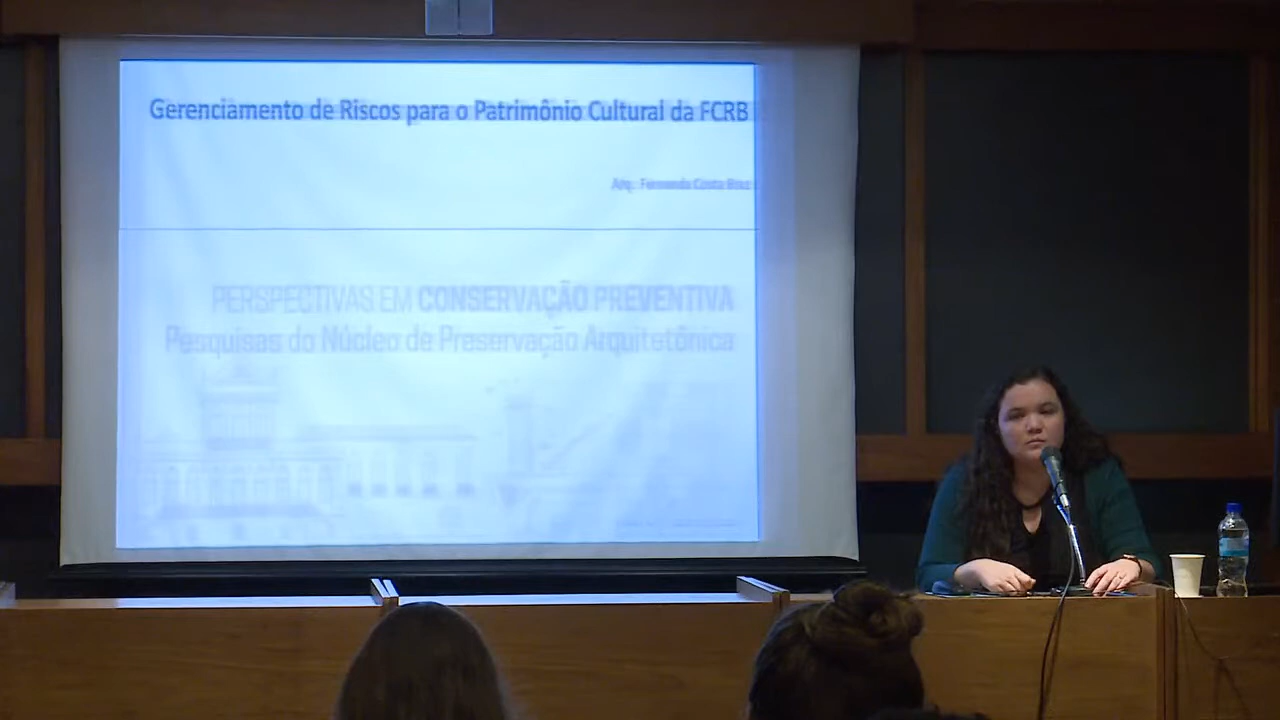 Gerenciamento de Riscos para o Patrimônio Cultural da FCRB
Arq. Fernanda Costa
PERSPECTIVAS EM CONSERVAÇÃO PREVENTIVA
Pesquisas do Núcleo de Preservação Arquitetônica